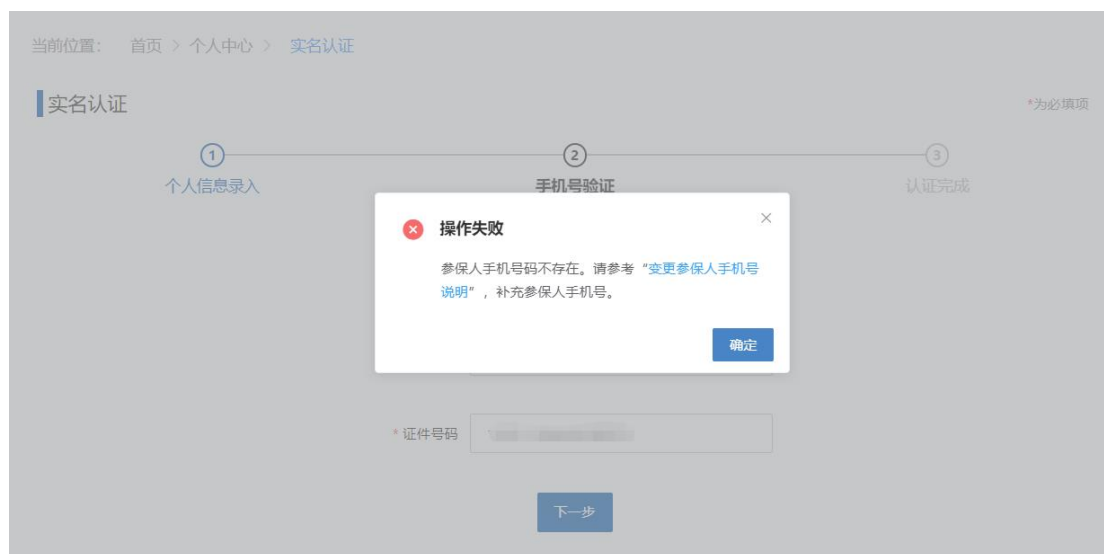 当前位置： 首页 > 个人中心 > 实名认证
实名认证
*为必填项
1
2
3
个人信息录入
手机号验证
认证完成
操作失败
参保人手机号码不存在。请参考“变更参保人手机号
说明”，补充参保人手机号。
确定
* 证件号码
下一步